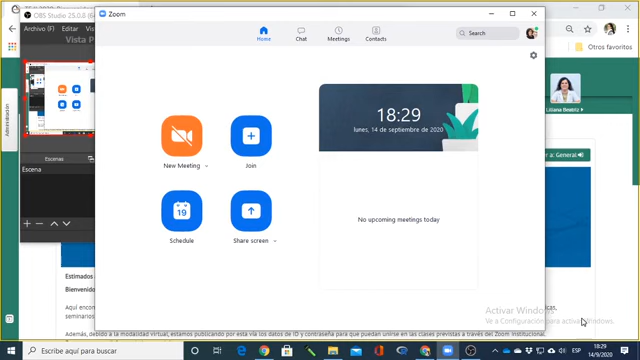 OBS Studio 25.0.8 (64
Archivo (F)
Editar
Vis
Vista P
Zoom
Home
Chat
Meetings
Contacts
Search
Otros favoritos
Administración
Liliana Beatriz
r a: General
18:29
lunes, 14 de septiembre de 2020
New Meeting
Join
19
Schedule
Share screen
No upcoming meetings today
Escenas
Escena
Estimados
Bienvenido
Aquí encon
seminarios
Activar Windows
Ve a Configuración para activar Windows.
Además, debido a la modalidad virtual, estamos publicando por esta vía los datos de ID y contraseña para que puedan unirse en las clases previstas a través del Zoom Institucional.
Escribe aquí para buscar
ESP
18:29
14/9/2020